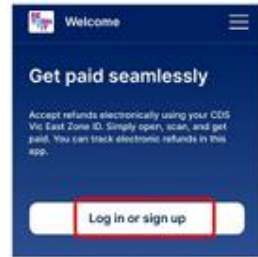 Welcome
Get paid seamlessly
Accept refunds electronically using your CDS
Vic East Zone ID. Simply open, scan, and get
paid. You can track electronic refunds in this
app.
Log in or sign up